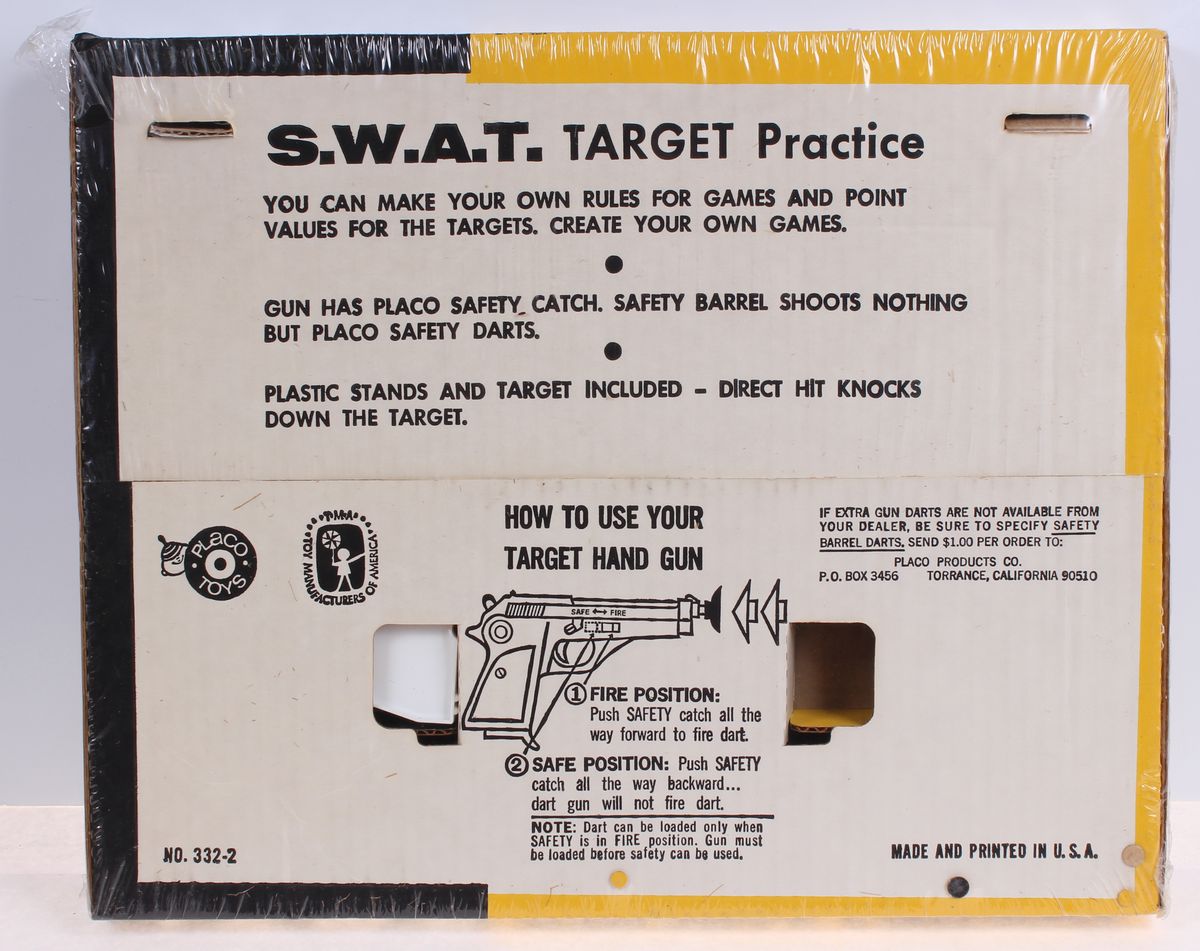 S.W.A.T. TARGET Practice
YOU CAN MAKE YOUR OWN RULES FOR GAMES AND POINT
VALUES FOR THE TARGETS. CREATE YOUR OWN GAMES.
GUN HAS PLACO SAFETY CATCH. SAFETY BARREL SHOOTS NOTHING
BUT PLACO SAFETY DARTS.
PLASTIC STANDS AND TARGET INCLUDED – DIRECT HIT KNOCKS
DOWN THE TARGET.
PLACO
TOYS
T.M.A.
TOY MANUFACTURERS OF AMERICA
HOW TO USE YOUR
TARGET HAND GUN
IF EXTRA GUN DARTS ARE NOT AVAILABLE FROM
YOUR DEALER, BE SURE TO SPECIFY SAFETY
BARREL DARTS. SEND $1.00 PER ORDER TO:
PLACO PRODUCTS CO.
P.O. BOX 3456 TORRANCE, CALIFORNIA 90510
SAFE ↔ FIRE
① FIRE POSITION:
Push SAFETY catch all the
way forward to fire dart.
② SAFE POSITION: Push SAFETY
catch all the way backward...
dart gun will not fire dart.
NOTE: Dart can be loaded only when
SAFETY is in FIRE position. Gun must
be loaded before safety can be used.
NO. 332-2
MADE AND PRINTED IN U.S.A.